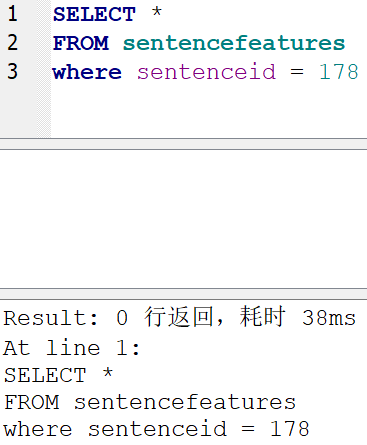 1 SELECT *
2 FROM sentencefeatures
3 where sentenceid = 178
Result: 0 行返回，耗时 38ms
At line 1:
SELECT *
FROM sentencefeatures
where sentenceid = 178